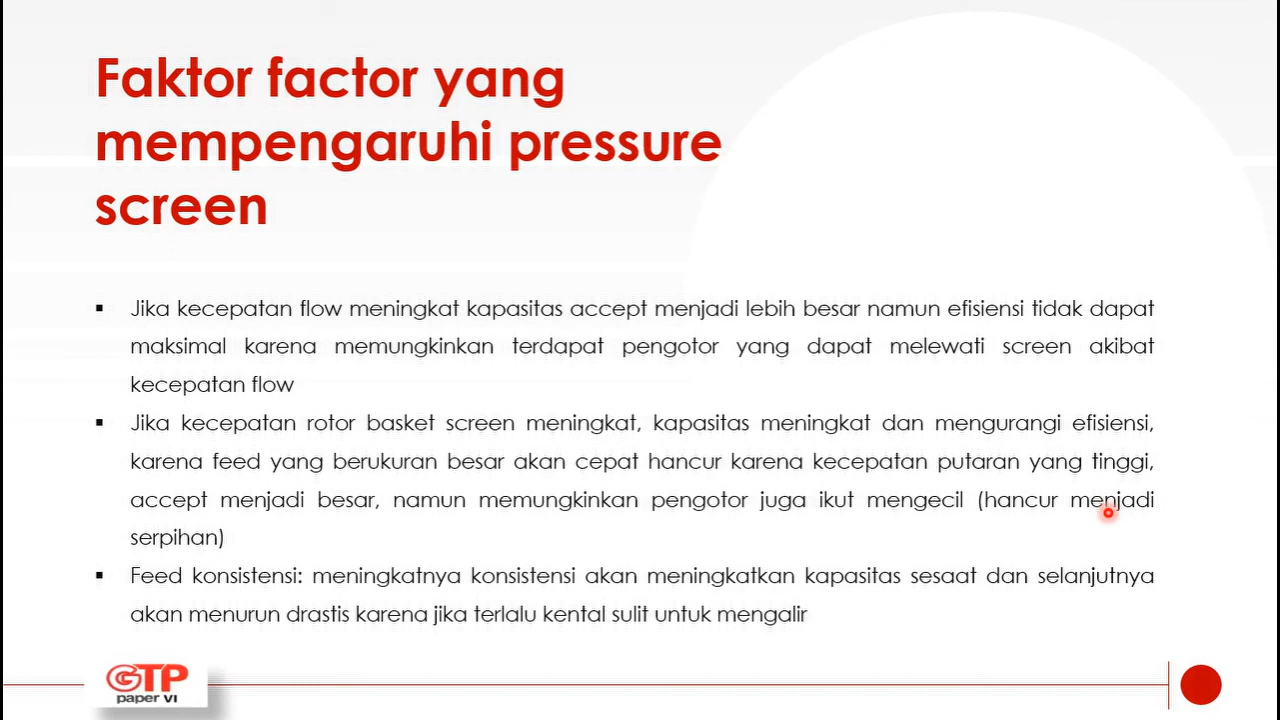 Faktor factor yang
mempengaruhi pressure
screen
▪ Jika kecepatan flow meningkat kapasitas accept menjadi lebih besar namun efisiensi tidak dapat
maksimal karena memungkinkan terdapat pengotor yang dapat melewati screen akibat
kecepatan flow
▪ Jika kecepatan rotor basket screen meningkat, kapasitas meningkat dan mengurangi efisiensi,
karena feed yang berukuran besar akan cepat hancur karena kecepatan putaran yang tinggi,
accept menjadi besar, namun memungkinkan pengotor juga ikut mengecil (hancur menjadi
serpihan)
▪ Feed konsistensi: meningkatnya konsistensi akan meningkatkan kapasitas sesaat dan selanjutnya
akan menurun drastis karena jika terlalu kental sulit untuk mengalir
GTP
paper VI